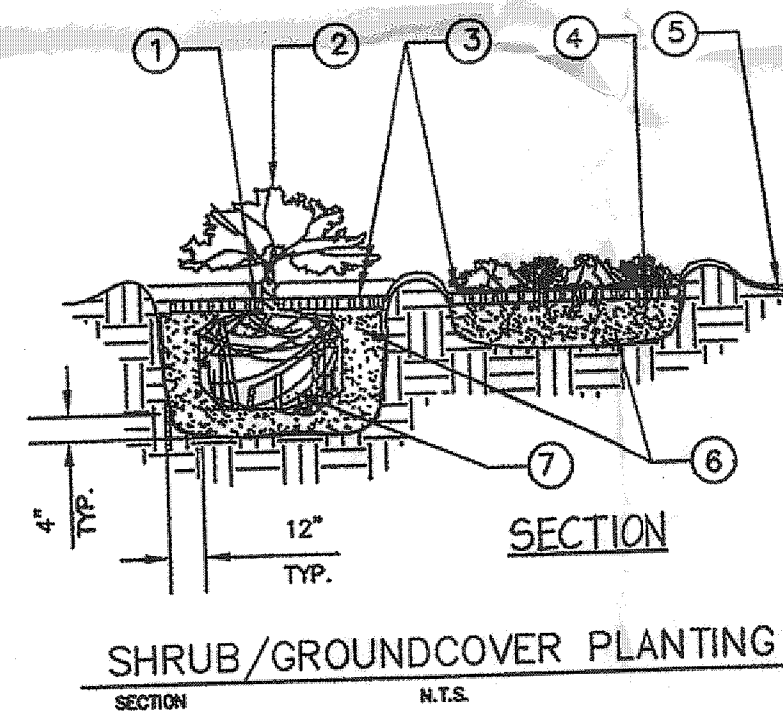 1 2 3 4 5
7 6
4"
TYP.
12"
TYP.
SECTION
SHRUB/GROUNDCOVER PLANTING
SECTION N.T.S.